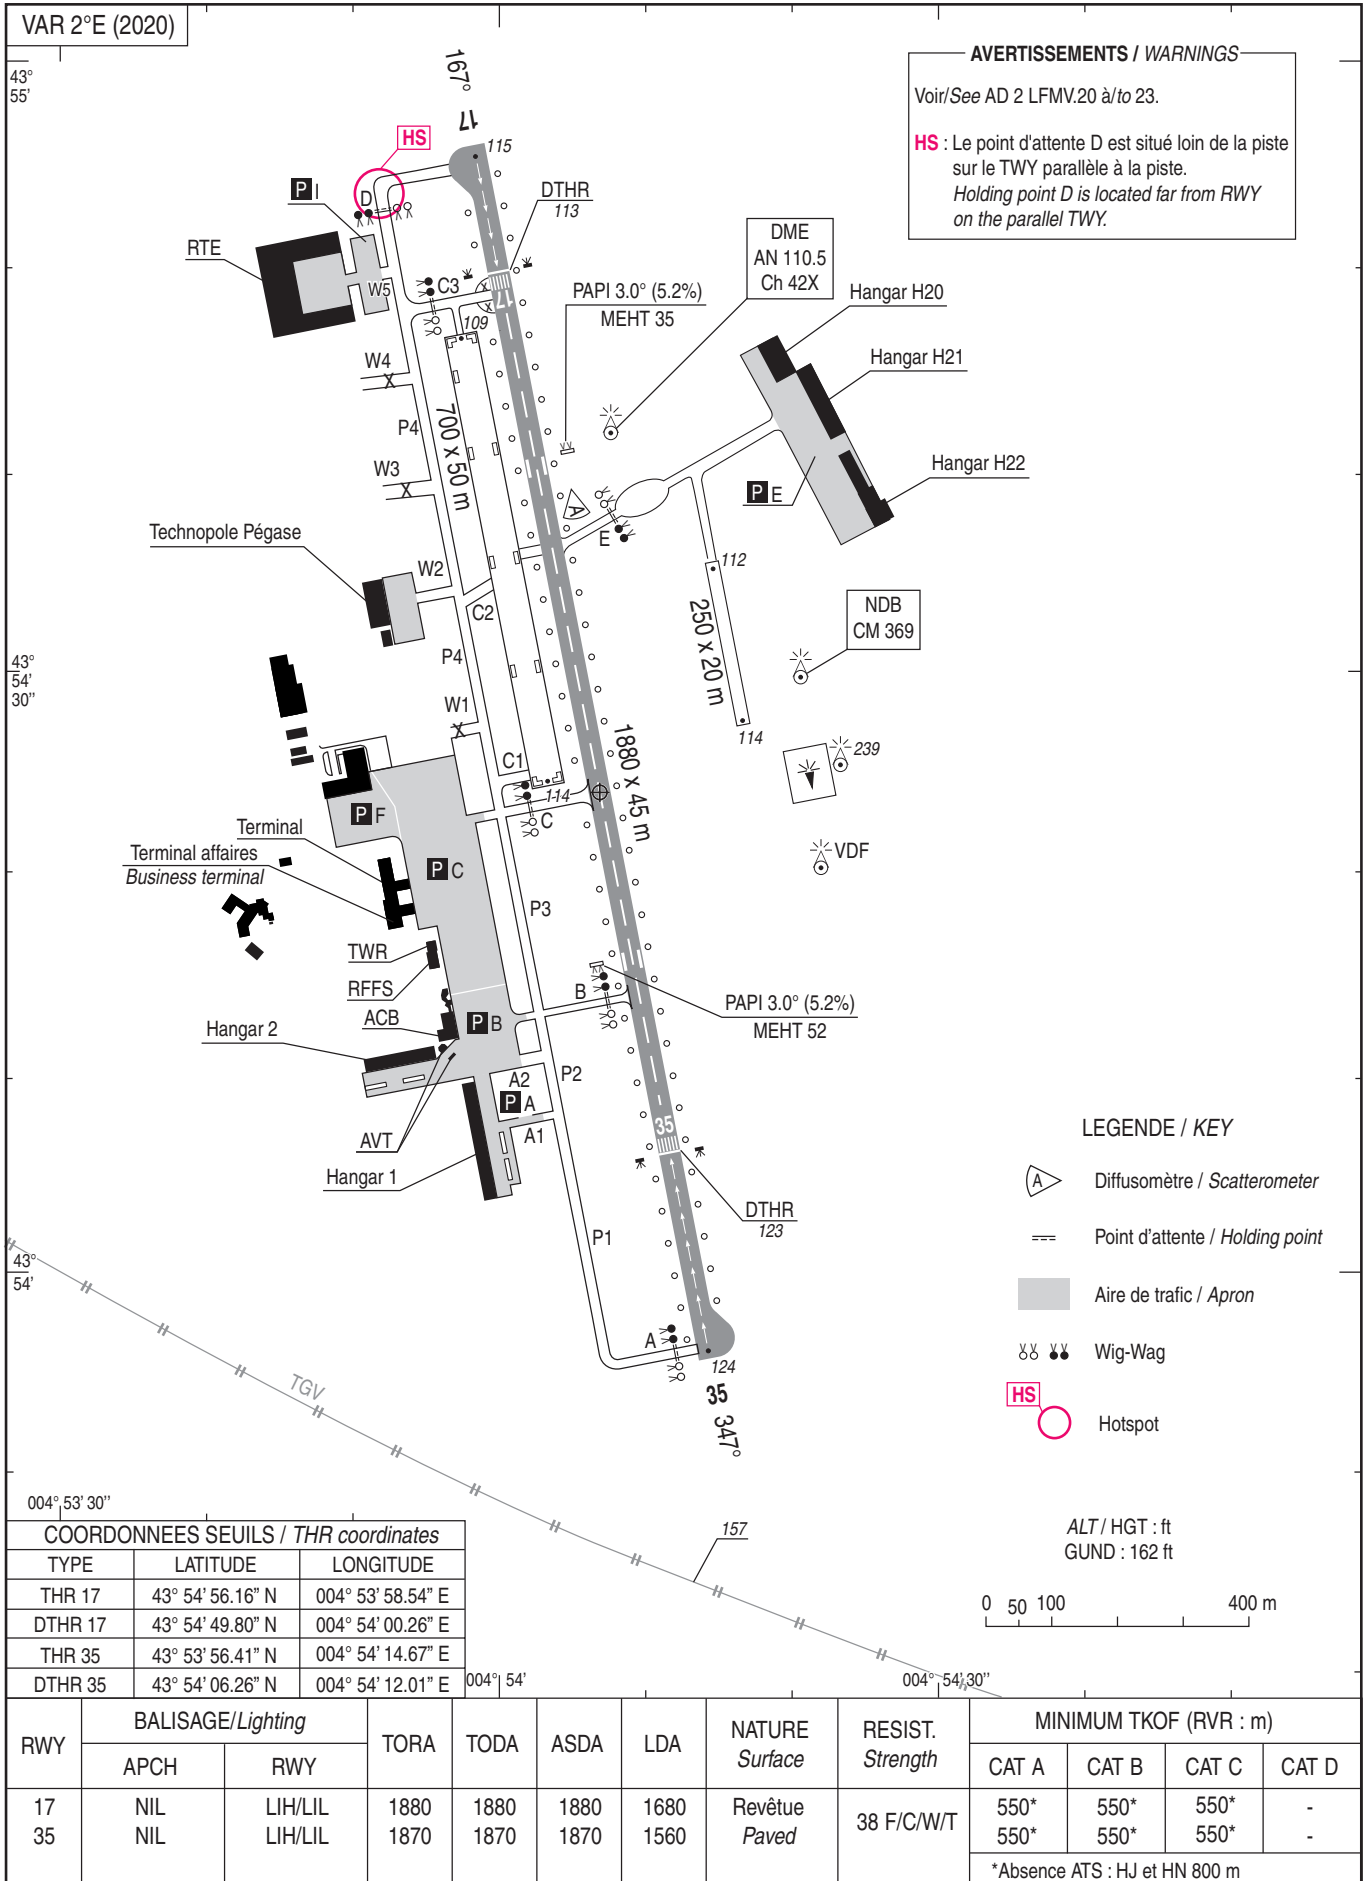 VAR 2°E (2020)
43°
55'
167°
17
115
HS
D
P I
RTE
W5
C3
109
DTHR
113
PAPI 3.0° (5.2%)
MEHT 35
DME
AN 110.5
Ch 42X
AVERTISSEMENTS / WARNINGS
Voir/See AD 2 LFMV.20 à/to 23.
HS : Le point d'attente D est situé loin de la piste
sur le TWY parallèle à la piste.
Holding point D is located far from RWY
on the parallel TWY.
17
Hangar H20
Hangar H21
Hangar H22
P E
W4
P4
W3
700 x 50 m
A
E
Technopole Pégase
W2
C2
P4
112
250 x 20 m
114
NDB
CM 369
43°
54'
30''
W1
C1
114
C
1880 x 45 m
239
VDF
P F
Terminal
Terminal affaires
Business terminal
P C
P3
TWR
RFFS
ACB
Hangar 2
P B
B
PAPI 3.0° (5.2%)
MEHT 52
A2
P2
P A
A1
AVT
Hangar 1
35
DTHR
123
P1
A
124
35
347°
43°
54'
TGV
LEGENDE / KEY
A Diffusomètre / Scatterometer
Point d'attente / Holding point
Aire de trafic / Apron
Wig-Wag
HS
Hotspot
004° 53' 30''
157
ALT / HGT : ft
GUND : 162 ft
0 50 100 400 m
004° 54'
004° 54' 30''
COORDONNEES SEUILS / THR coordinates
TYPE LATITUDE LONGITUDE
THR 17 43° 54' 56.16" N 004° 53' 58.54" E
DTHR 17 43° 54' 49.80" N 004° 54' 00.26" E
THR 35 43° 53' 56.41" N 004° 54' 14.67" E
DTHR 35 43° 54' 06.26" N 004° 54' 12.01" E
RWY BALISAGE/Lighting TORA TODA ASDA LDA NATURE Surface RESIST. Strength MINIMUM TKOF (RVR : m)
APCH RWY CAT A CAT B CAT C CAT D
17 NIL LIH/LIL 1880 1880 1880 1680 Revêtue 38 F/C/W/T 550* 550* 550* -
35 NIL LIH/LIL 1870 1870 1870 1560 Paved 550* 550* 550* -
*Absence ATS : HJ et HN 800 m